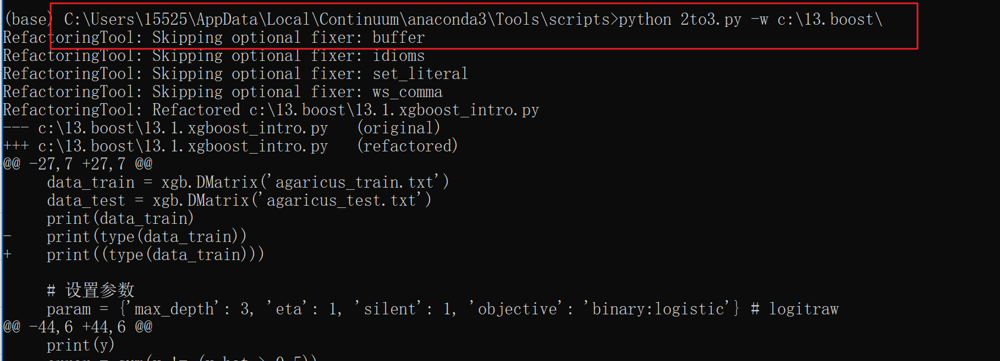 (base) C:\Users\15525\AppData\Local\Continuum\anaconda3\Tools\scripts>python 2to3.py -w c:\13.boost\
RefactoringTool: Skipping optional fixer: buffer
RefactoringTool: Skipping optional fixer: idioms
RefactoringTool: Skipping optional fixer: set_literal
RefactoringTool: Skipping optional fixer: ws_comma
RefactoringTool: Refactored c:\13.boost\13.1.xgboost_intro.py
--- c:\13.boost\13.1.xgboost_intro.py   (original)
+++ c:\13.boost\13.1.xgboost_intro.py   (refactored)
@@ -27,7 +27,7 @@
     data_train = xgb.DMatrix('agaricus_train.txt')
     data_test = xgb.DMatrix('agaricus_test.txt')
     print(data_train)
-    print(type(data_train))
+    print((type(data_train)))
     # 设置参数
     param = {'max_depth': 3, 'eta': 1, 'silent': 1, 'objective': 'binary:logistic'} # logitraw
@@ -44,6 +44,6 @@
     print(y)